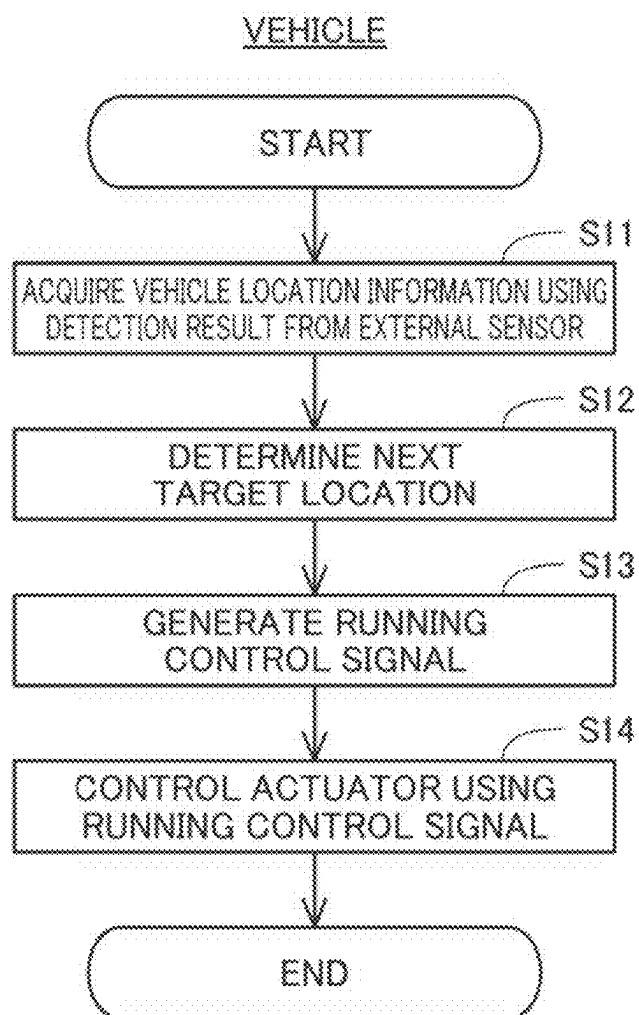 VEHICLE
START
S11
ACQUIRE VEHICLE LOCATION INFORMATION USING
DETECTION RESULT FROM EXTERNAL SENSOR
S12
DETERMINE NEXT
TARGET LOCATION
S13
GENERATE RUNNING
CONTROL SIGNAL
S14
CONTROL ACTUATOR USING
RUNNING CONTROL SIGNAL
END